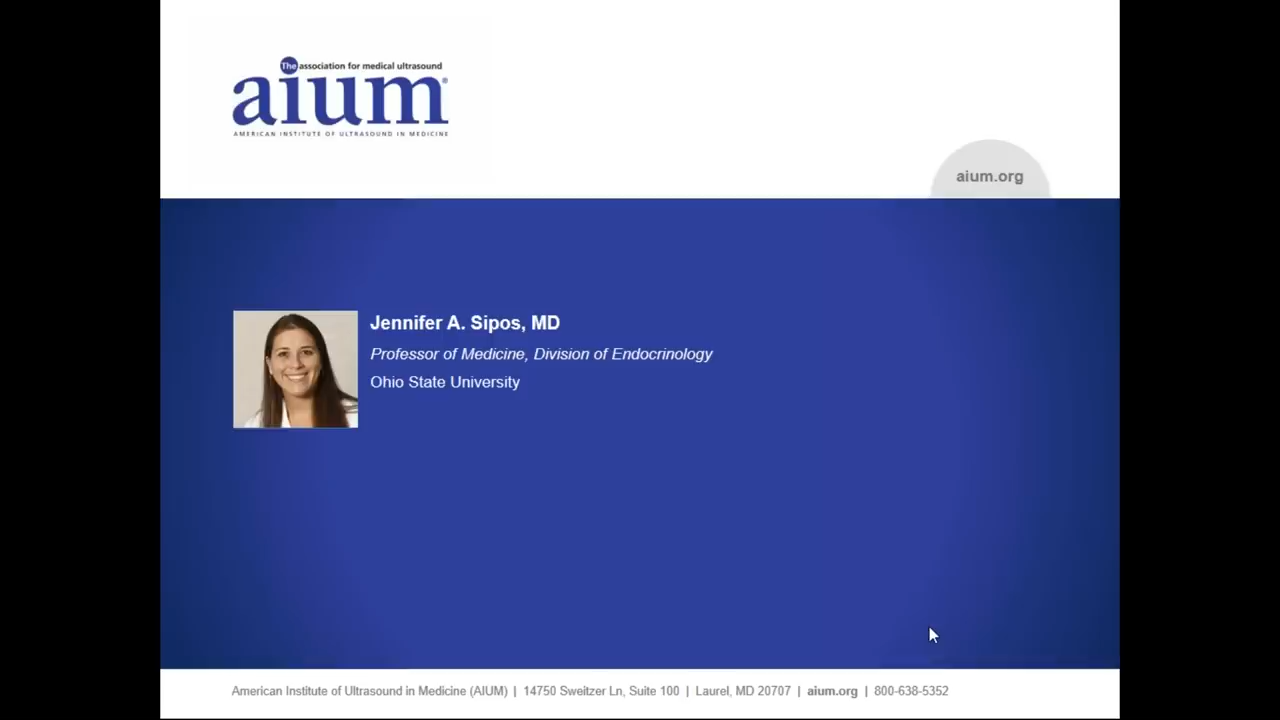 The association for medical ultrasound
aium®
AMERICAN INSTITUTE OF ULTRASOUND IN MEDICINE
aium.org
Jennifer A. Sipos, MD
Professor of Medicine, Division of Endocrinology
Ohio State University
American Institute of Ultrasound in Medicine (AIUM) | 14750 Sweitzer Ln, Suite 100 | Laurel, MD 20707 | aium.org | 800-638-5352